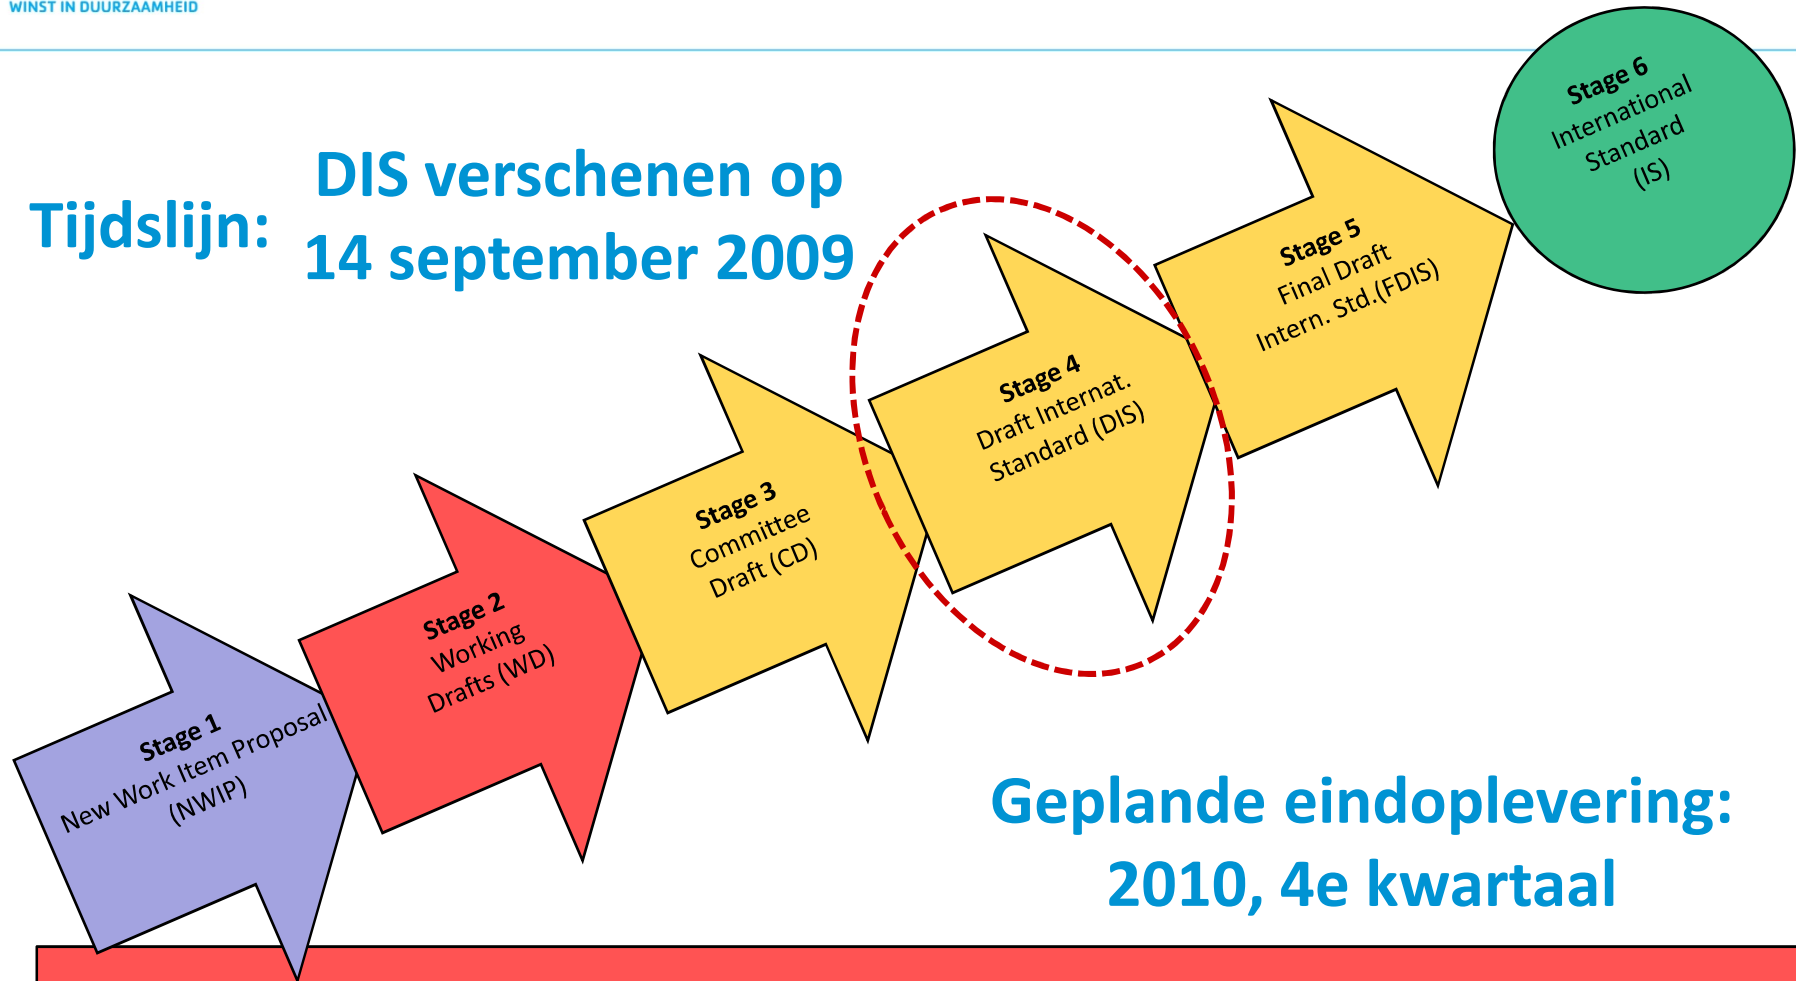 WINST IN DUURZAAMHEID
Tijdslijn:
DIS verschenen op
14 september 2009
Stage 1
New Work Item Proposal
(NWIP)
Stage 2
Working
Drafts (WD)
Stage 3
Committee
Draft (CD)
Stage 4
Draft Internat.
Standard (DIS)
Stage 5
Final Draft
Intern. Std.(FDIS)
Stage 6
International
Standard
(IS)
Geplande eindoplevering:
2010, 4e kwartaal